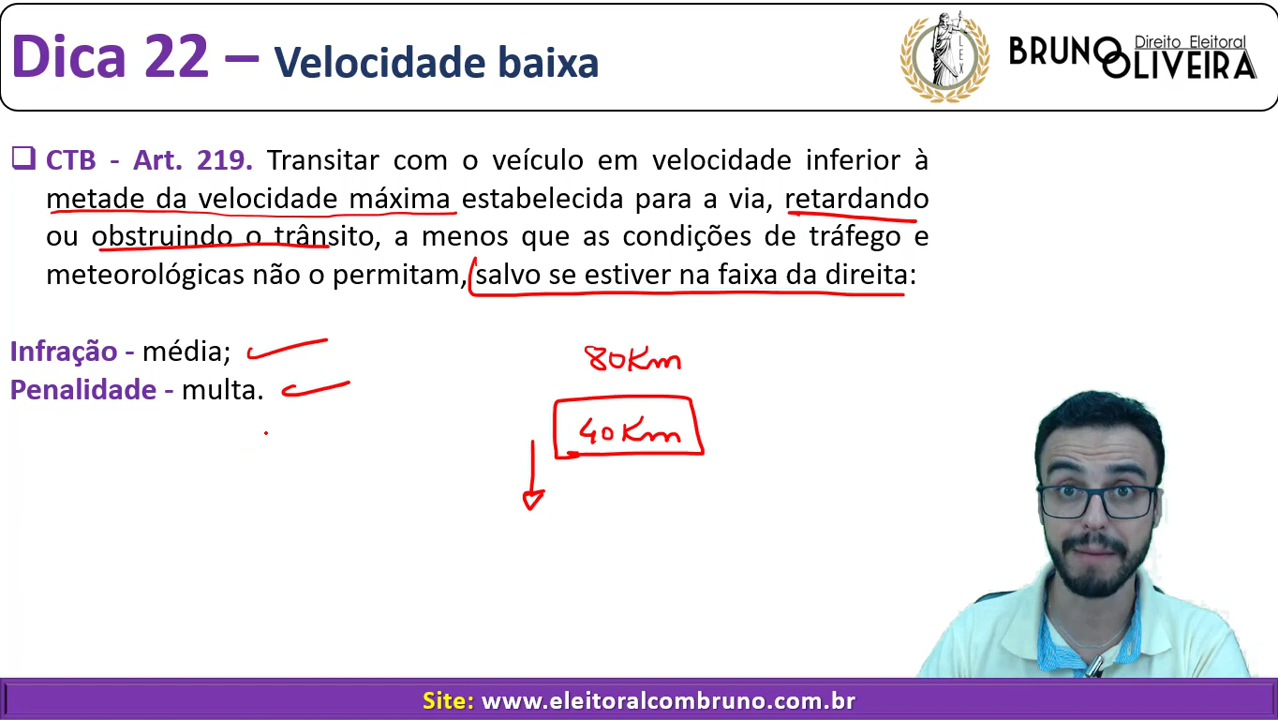 Dica 22 – Velocidade baixa
BRUNO Direito Eleitoral
OLIVEIRA
LEX
CTB - Art. 219. Transitar com o veículo em velocidade inferior à
metade da velocidade máxima estabelecida para a via, retardando
ou obstruindo o trânsito, a menos que as condições de tráfego e
meteorológicas não o permitam, salvo se estiver na faixa da direita:
Infração - média;
Penalidade - multa.
80Km
40Km
Site: www.eleitoralcombruno.com.br